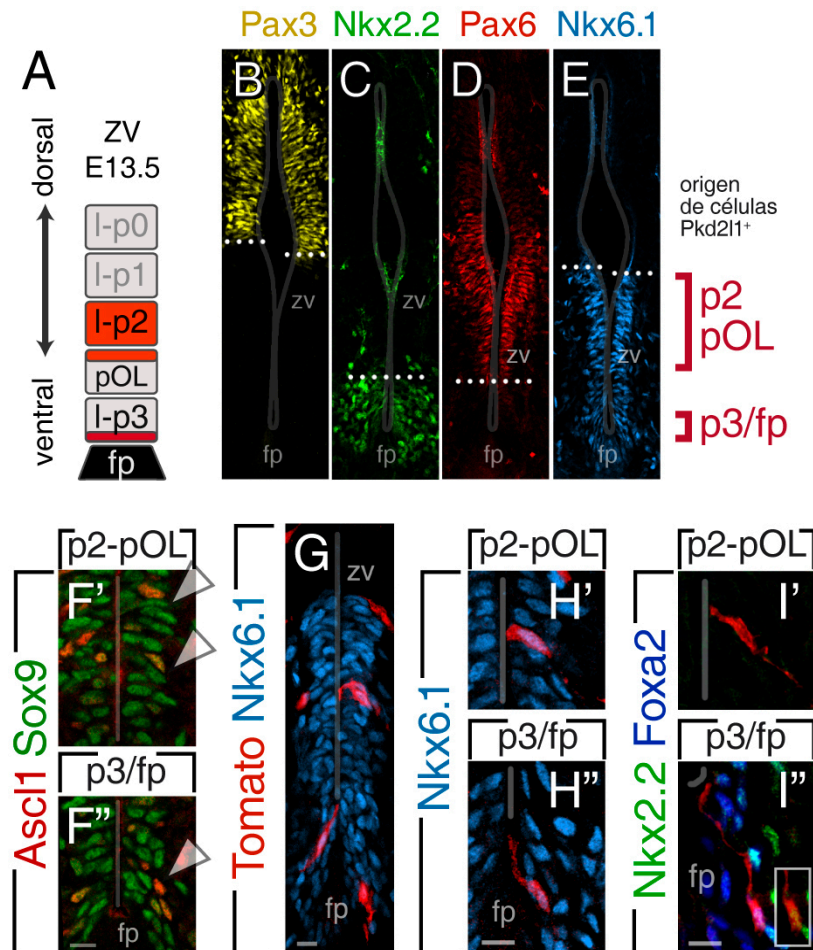 Pax3 Nkx2.2 Pax6 Nkx6.1
A
B
C
D
E
dorsal
ventral
ZV
E13.5
l-p0
l-p1
l-p2
pOL
l-p3
fp
zv
zv
zv
zv
fp
fp
fp
fp
origen
de células
Pkd2l1⁺
p2
pOL
p3/fp
Ascl1 Sox9
p2-pOL
F'
p3/fp
F"
fp
Tomato Nkx6.1
G
zv
fp
Nkx6.1
p2-pOL
H'
p3/fp
H"
fp
Nkx2.2 Foxa2
p2-pOL
I'
p3/fp
I"
fp